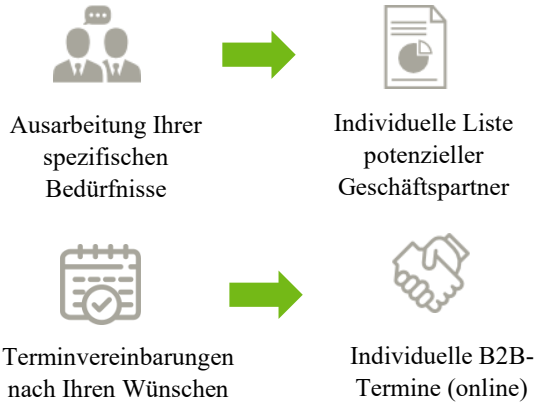 Ausarbeitung Ihrer
spezifischen
Bedürfnisse
Individuelle Liste
potenzieller
Geschäftspartner
Terminvereinbarungen
nach Ihren Wünschen
Individuelle B2B-
Termine (online)